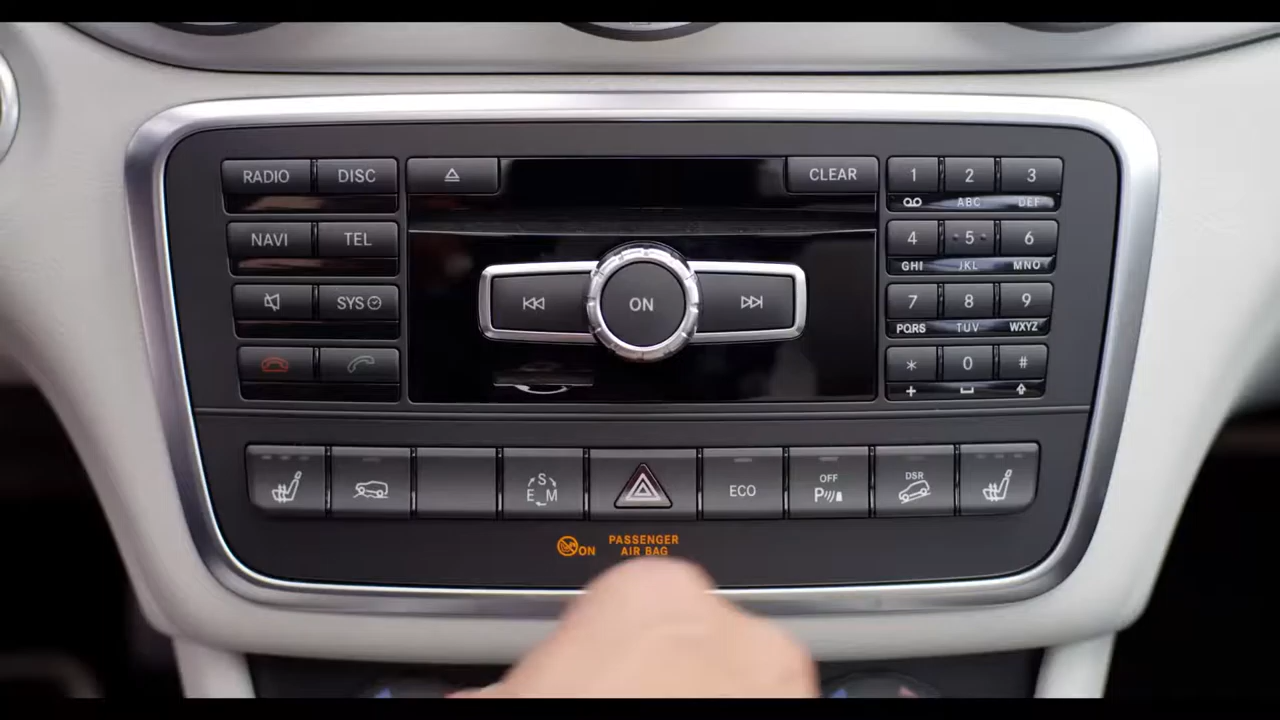 RADIO DISC CLEAR 1 2 3
ABC DEF
NAVI TEL 4 5 6
GHI JKL MNO
SYS ON 7 8 9
PQRS TUV WXYZ
* 0 #
+
S
E M ECO OFF
P DSR
ON PASSENGER
AIR BAG